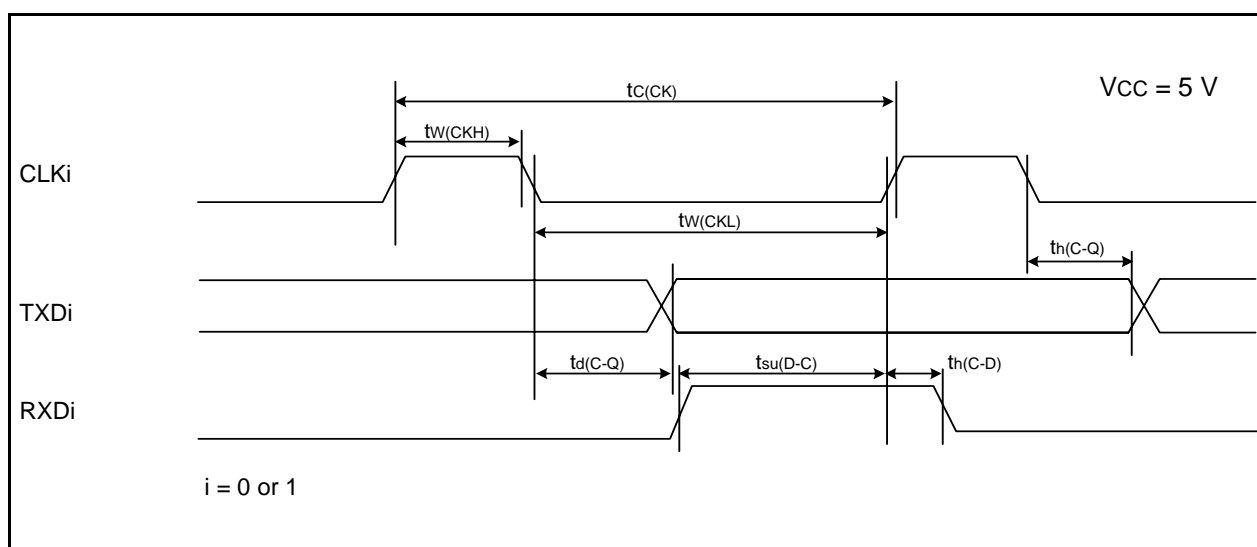 tC(CK)
VCC = 5 V
tW(CKH)
CLKi
tW(CKL)
th(C-Q)
TXDi
td(C-Q)
tsu(D-C)
th(C-D)
RXDi
i = 0 or 1